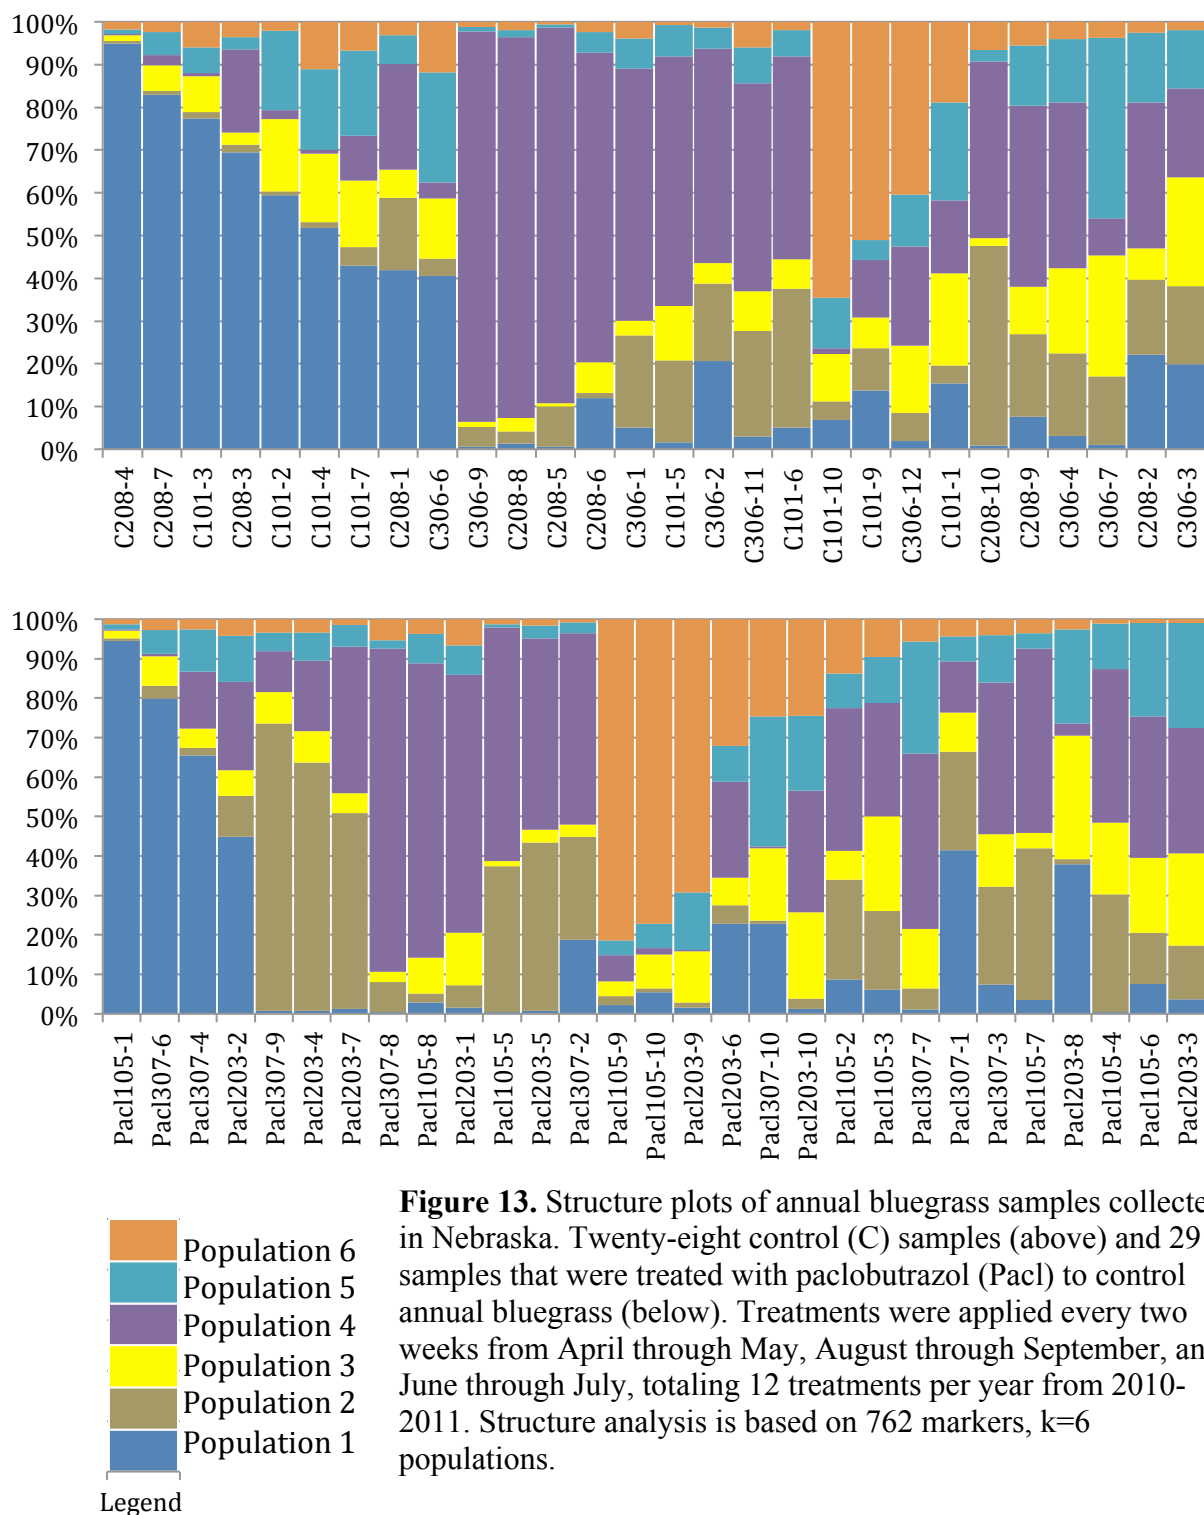 100%
90%
80%
70%
60%
50%
40%
30%
20%
10%
0%
C208-4
C208-7
C101-3
C208-3
C101-2
C101-4
C101-7
C208-1
C306-6
C306-9
C208-8
C208-5
C208-6
C306-1
C101-5
C306-2
C306-11
C101-6
C101-10
C101-9
C306-12
C101-1
C208-10
C208-9
C306-4
C306-7
C208-2
C306-3
100%
90%
80%
70%
60%
50%
40%
30%
20%
10%
0%
Pacl105-1
Pacl307-6
Pacl307-4
Pacl203-2
Pacl307-9
Pacl203-4
Pacl203-7
Pacl307-8
Pacl105-8
Pacl203-1
Pacl105-5
Pacl203-5
Pacl307-2
Pacl105-9
Pacl105-10
Pacl203-9
Pacl203-6
Pacl307-10
Pacl203-10
Pacl105-2
Pacl105-3
Pacl307-7
Pacl307-1
Pacl307-3
Pacl105-7
Pacl203-8
Pacl105-4
Pacl105-6
Pacl203-3
Population 6
Population 5
Population 4
Population 3
Population 2
Population 1
Legend
Figure 13. Structure plots of annual bluegrass samples collecte
in Nebraska. Twenty-eight control (C) samples (above) and 29
samples that were treated with paclobutrazol (Pacl) to control
annual bluegrass (below). Treatments were applied every two
weeks from April through May, August through September, an
June through July, totaling 12 treatments per year from 2010-
2011. Structure analysis is based on 762 markers, k=6
populations.